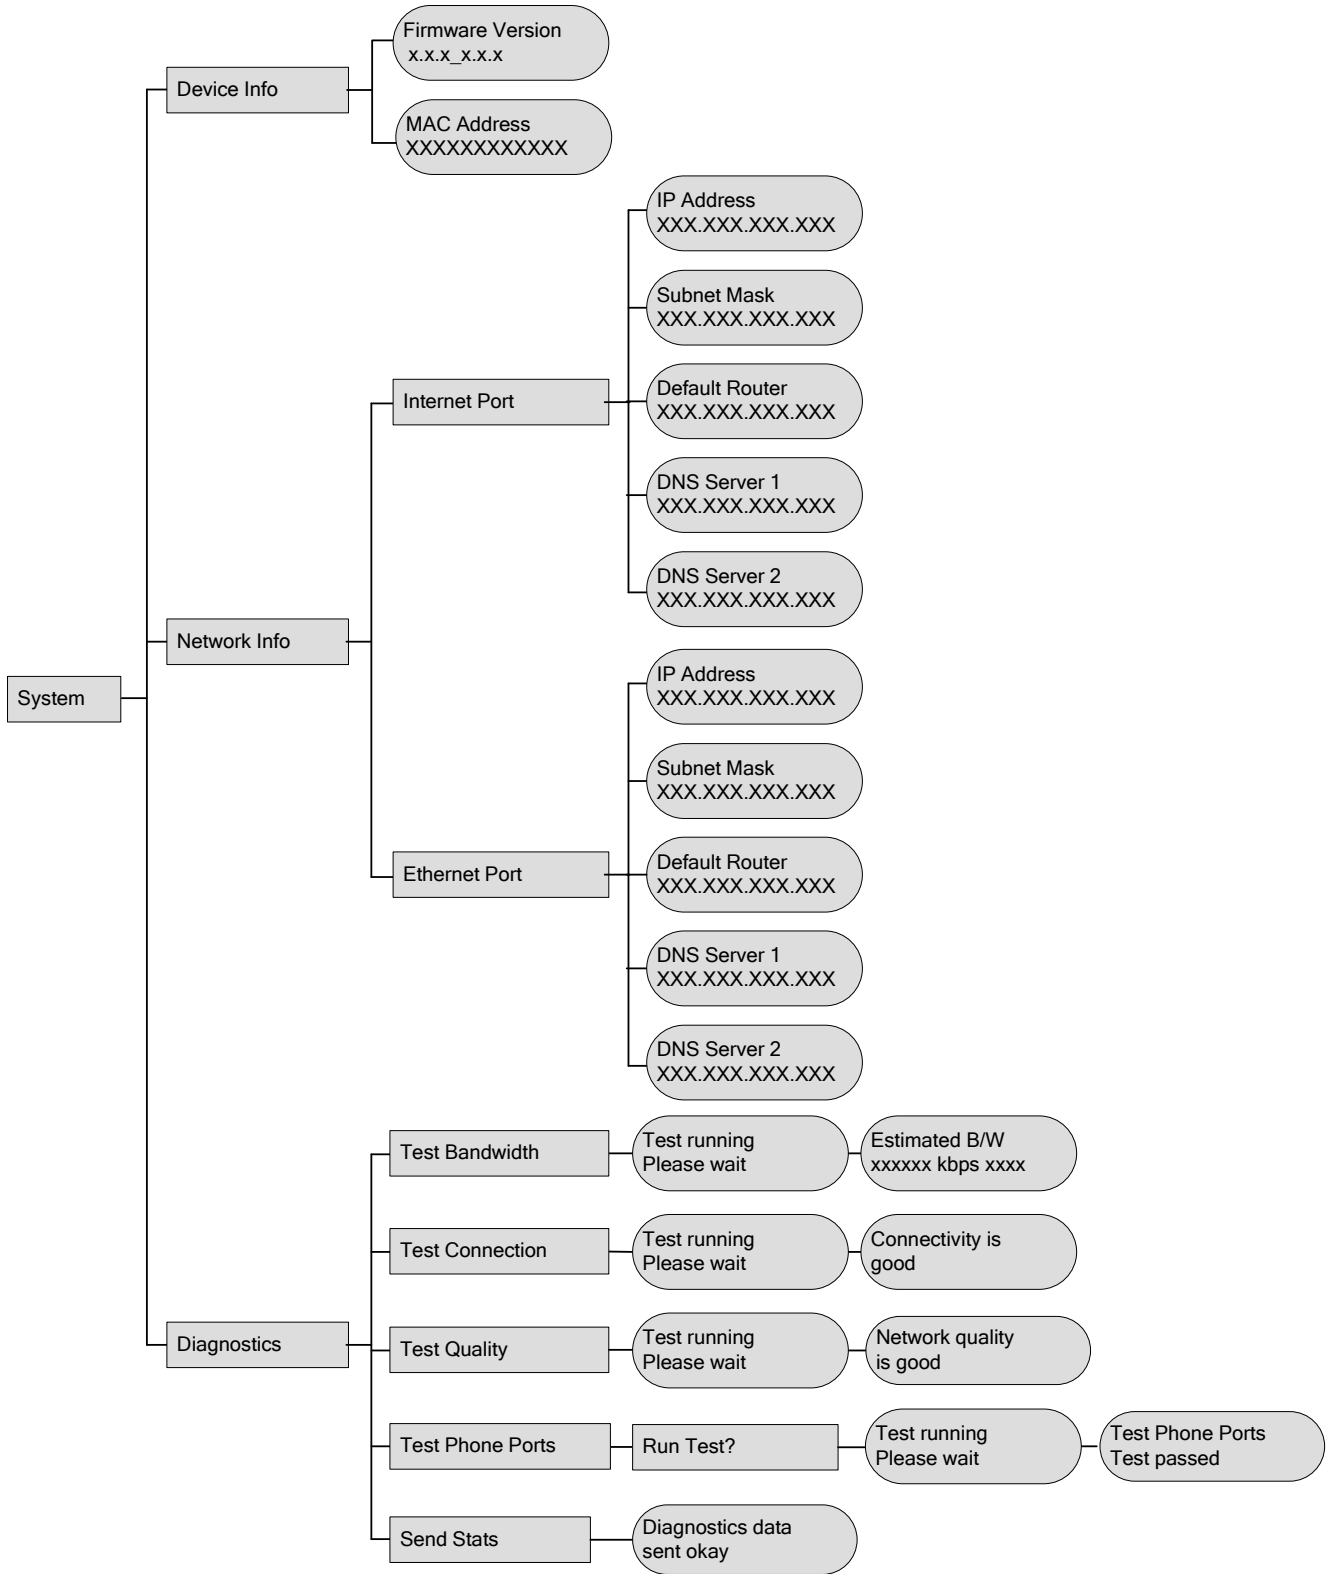 Firmware Version
x.x.x_x.x.x
Device Info
MAC Address
XXXXXXXXXXXX
IP Address
XXX.XXX.XXX.XXX
Subnet Mask
XXX.XXX.XXX.XXX
Internet Port
Default Router
XXX.XXX.XXX.XXX
DNS Server 1
XXX.XXX.XXX.XXX
DNS Server 2
XXX.XXX.XXX.XXX
Network Info
System
IP Address
XXX.XXX.XXX.XXX
Subnet Mask
XXX.XXX.XXX.XXX
Ethernet Port
Default Router
XXX.XXX.XXX.XXX
DNS Server 1
XXX.XXX.XXX.XXX
DNS Server 2
XXX.XXX.XXX.XXX
Test Bandwidth
Test running
Please wait
Estimated B/W
xxxxxx kbps xxxx
Test Connection
Test running
Please wait
Connectivity is
good
Diagnostics
Test Quality
Test running
Please wait
Network quality
is good
Test Phone Ports
Run Test?
Test running
Please wait
Test Phone Ports
Test passed
Send Stats
Diagnostics data
sent okay